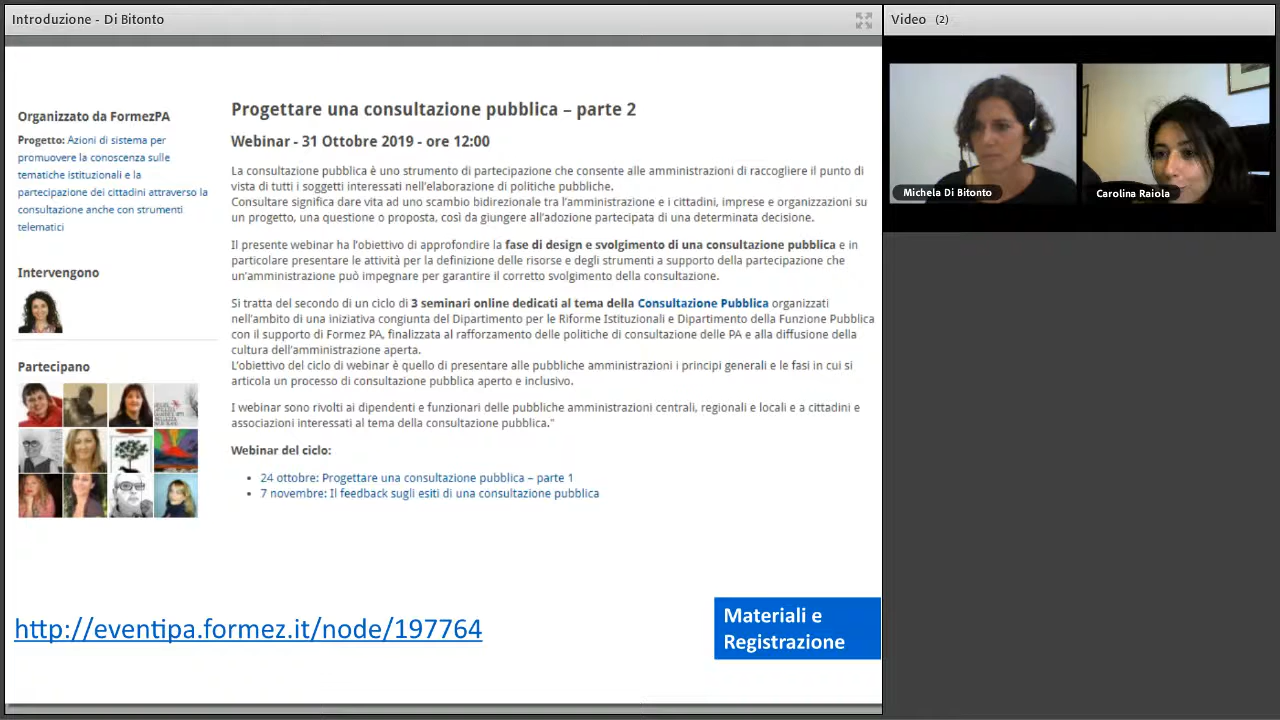 Introduzione - Di Bitonto
Video (2)
Organizzato da FormezPA
Progetto: Azioni di sistema per
promuovere la conoscenza sulle
tematiche istituzionali e la
partecipazione dei cittadini attraverso la
consultazione anche con strumenti
telematici
Intervengono
Partecipano
Progettare una consultazione pubblica – parte 2
Webinar - 31 Ottobre 2019 - ore 12:00
La consultazione pubblica è uno strumento di partecipazione che consente alle amministrazioni di raccogliere il punto di
vista di tutti i soggetti interessati nell'elaborazione di politiche pubbliche.
Consultare significa dare vita ad uno scambio bidirezionale tra l'amministrazione e i cittadini, imprese e organizzazioni su
un progetto, una questione o proposta, così da giungere all'adozione partecipata di una determinata decisione.
Il presente webinar ha l'obiettivo di approfondire la fase di design e svolgimento di una consultazione pubblica e in
particolare presentare le attività per la definizione delle risorse e degli strumenti a supporto della partecipazione che
un'amministrazione può impegnare per garantire il corretto svolgimento della consultazione.
Si tratta del secondo di un ciclo di 3 seminari online dedicati al tema della Consultazione Pubblica organizzati
nell'ambito di una iniziativa congiunta del Dipartimento per le Riforme Istituzionali e Dipartimento della Funzione Pubblica
con il supporto di Formez PA, finalizzata al rafforzamento delle politiche di consultazione delle PA e alla diffusione della
cultura dell'amministrazione aperta.
L'obiettivo del ciclo di webinar è quello di presentare alle pubbliche amministrazioni i principi generali e le fasi in cui si
articola un processo di consultazione pubblica aperto e inclusivo.
I webinar sono rivolti ai dipendenti e funzionari delle pubbliche amministrazioni centrali, regionali e locali e a cittadini e
associazioni interessati al tema della consultazione pubblica."
Webinar del ciclo:
• 24 ottobre: Progettare una consultazione pubblica – parte 1
• 7 novembre: Il feedback sugli esiti di una consultazione pubblica
http://eventipa.formez.it/node/197764
Materiali e
Registrazione
Michela Di Bitonto
Carolina Raiola